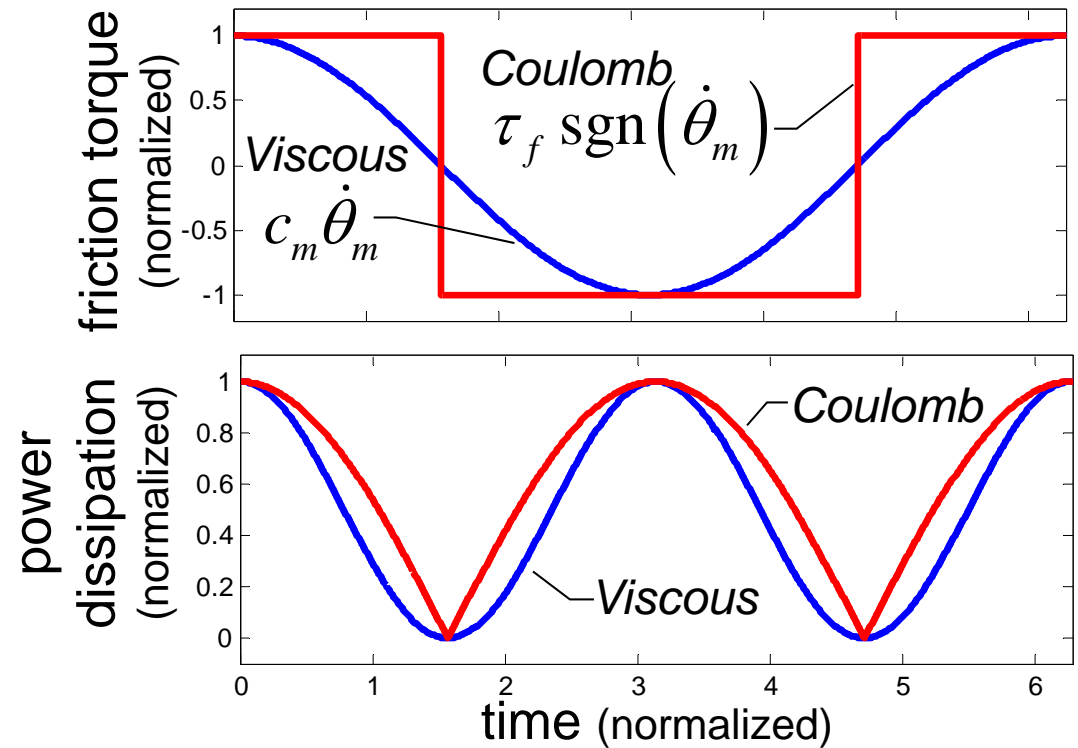 friction torque
(normalized)
1
0.5
0
-0.5
-1
Coulomb
τ_f sgn(θ̇_m)
Viscous
c_m θ̇_m
power
dissipation
(normalized)
1
0.8
0.6
0.4
0.2
0
Coulomb
Viscous
0 1 2 3 4 5 6
time (normalized)